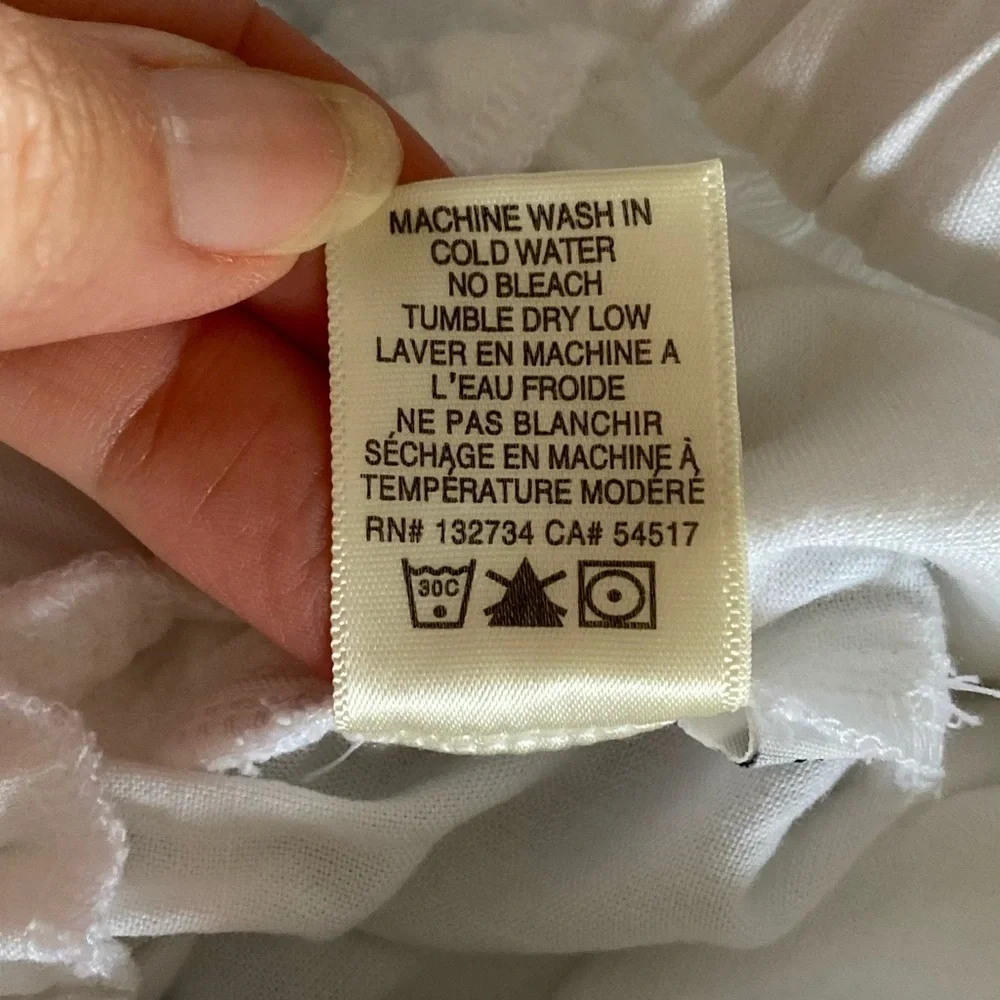 MACHINE WASH IN
COLD WATER
NO BLEACH
TUMBLE DRY LOW
LAVER EN MACHINE A
L'EAU FROIDE
NE PAS BLANCHIR
SÉCHAGE EN MACHINE À
TEMPÉRATURE MODÉRÉ
RN# 132734 CA# 54517
30C